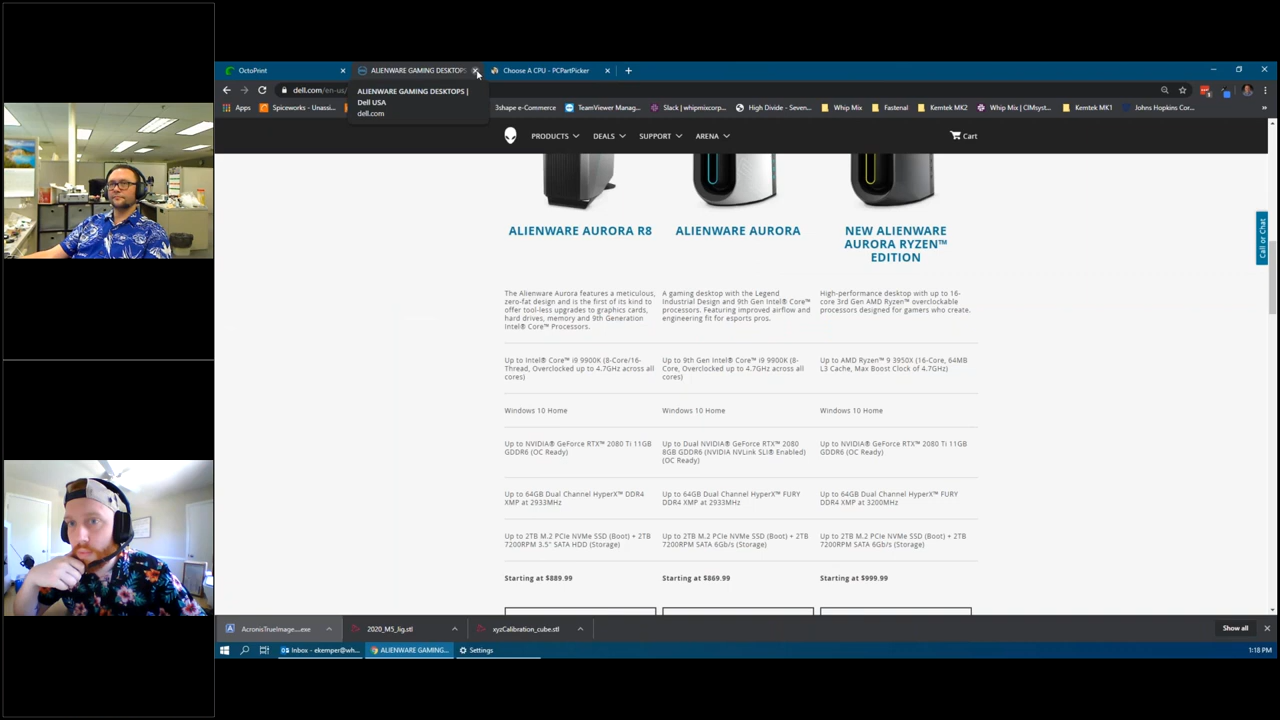 OctoPrint
ALIENWARE GAMING DESKTOPS
Choose A CPU - PCPartPicker
dell.com/en-us/
ALIENWARE GAMING DESKTOPS |
Dell USA
dell.com
Apps
Spiceworks - Unassi...
3shape e-Commerce
TeamViewer Manag...
Slack | whipmixcorp...
High Divide - Seven...
Whip Mix
Fastenal
Kemtek MK2
Whip Mix | CIMsyst...
Kemtek MK1
Johns Hopkins Cor...
PRODUCTS
DEALS
SUPPORT
ARENA
Cart
Call or Chat
ALIENWARE AURORA R8
The Alienware Aurora features a meticulous,
zero-fat design and is the first of its kind to
offer tool-less upgrades to graphics cards,
hard drives, memory and 9th Generation
Intel® Core™ Processors.
Up to Intel® Core™ i9 9900K (8-Core/16-
Thread, Overclocked up to 4.7GHz across all
cores)
Windows 10 Home
Up to NVIDIA® GeForce RTX™ 2080 Ti 11GB
GDDR6 (OC Ready)
Up to 64GB Dual Channel HyperX™ DDR4
XMP at 2933MHz
Up to 2TB M.2 PCIe NVMe SSD (Boot) + 2TB
7200RPM 3.5" SATA HDD (Storage)
Starting at $889.99
ALIENWARE AURORA
A gaming desktop with the Legend
Industrial Design and 9th Gen Intel® Core™
processors. Featuring improved airflow and
engineering fit for esports pros.
Up to 9th Gen Intel® Core™ i9 9900K (8-
Core, Overclocked up to 4.7GHz across all
cores)
Windows 10 Home
Up to Dual NVIDIA® GeForce RTX™ 2080
8GB GDDR6 (NVIDIA NVLink SLI® Enabled)
(OC Ready)
Up to 64GB Dual Channel HyperX™ FURY
DDR4 XMP at 2933MHz
Up to 2TB M.2 PCIe NVMe SSD (Boot) + 2TB
7200RPM SATA 6Gb/s (Storage)
Starting at $869.99
NEW ALIENWARE
AURORA RYZEN™
EDITION
High-performance desktop with up to 16-
core 3rd Gen AMD Ryzen™ overclockable
processors designed for gamers who create.
Up to AMD Ryzen™ 9 3950X (16-Core, 64MB
L3 Cache, Max Boost Clock of 4.7GHz)
Windows 10 Home
Up to NVIDIA® GeForce RTX™ 2080 Ti 11GB
GDDR6 (OC Ready)
Up to 64GB Dual Channel HyperX™ FURY
DDR4 XMP at 3200MHz
Up to 2TB M.2 PCIe NVMe SSD (Boot) + 2TB
7200RPM SATA 6Gb/s (Storage)
Starting at $999.99
AcronisTrueImage....exe
2020_M5_Jig.stl
xyzCalibration_cube.stl
Show all
Inbox - ekemper@wh...
ALIENWARE GAMING...
Settings
1:18 PM